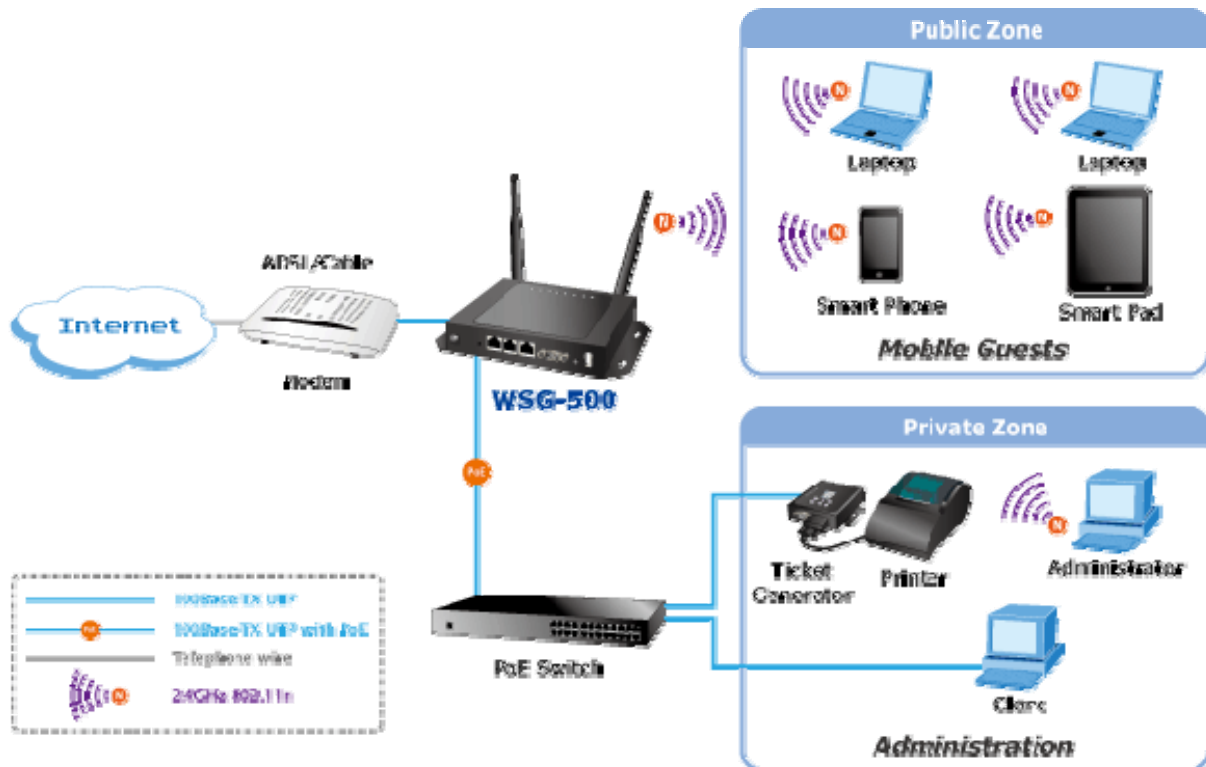 Public Zone
Laptop
Laptop
Smart Phone
Smart Pad
Mobile Guests
ADSL/Cable
Internet
Modem
WSG-500
PoE
Private Zone
Ticket
Generator
Printer
Administrator
PoE Switch
Client
Administration
100Base-TX UTP
PoE
100Base-TX UTP with PoE
Telephone wire
2.4GHz 802.11n
N
N
N
N
N
N
N